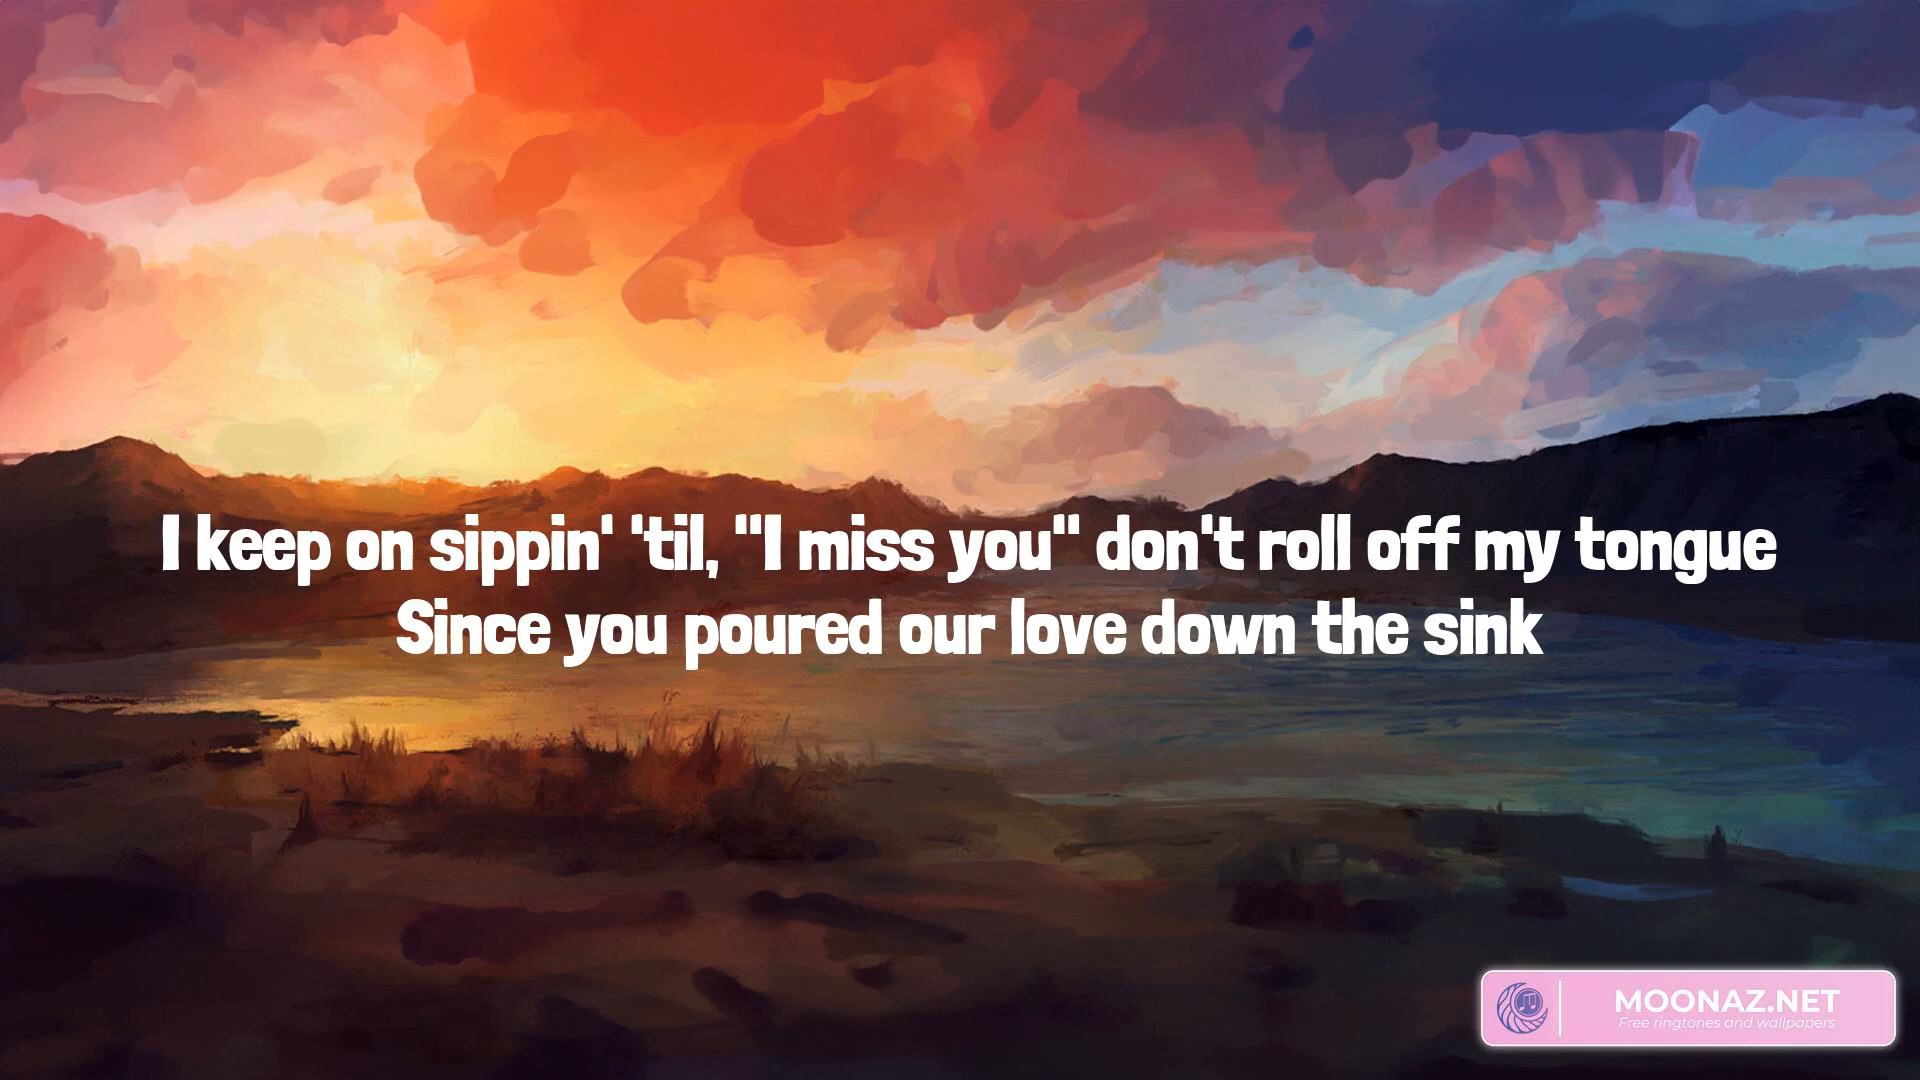 I keep on sippin' 'til, "I miss you" don't roll off my tongue
Since you poured our love down the sink
MOONAZ.NET
Free ringtones and wallpapers